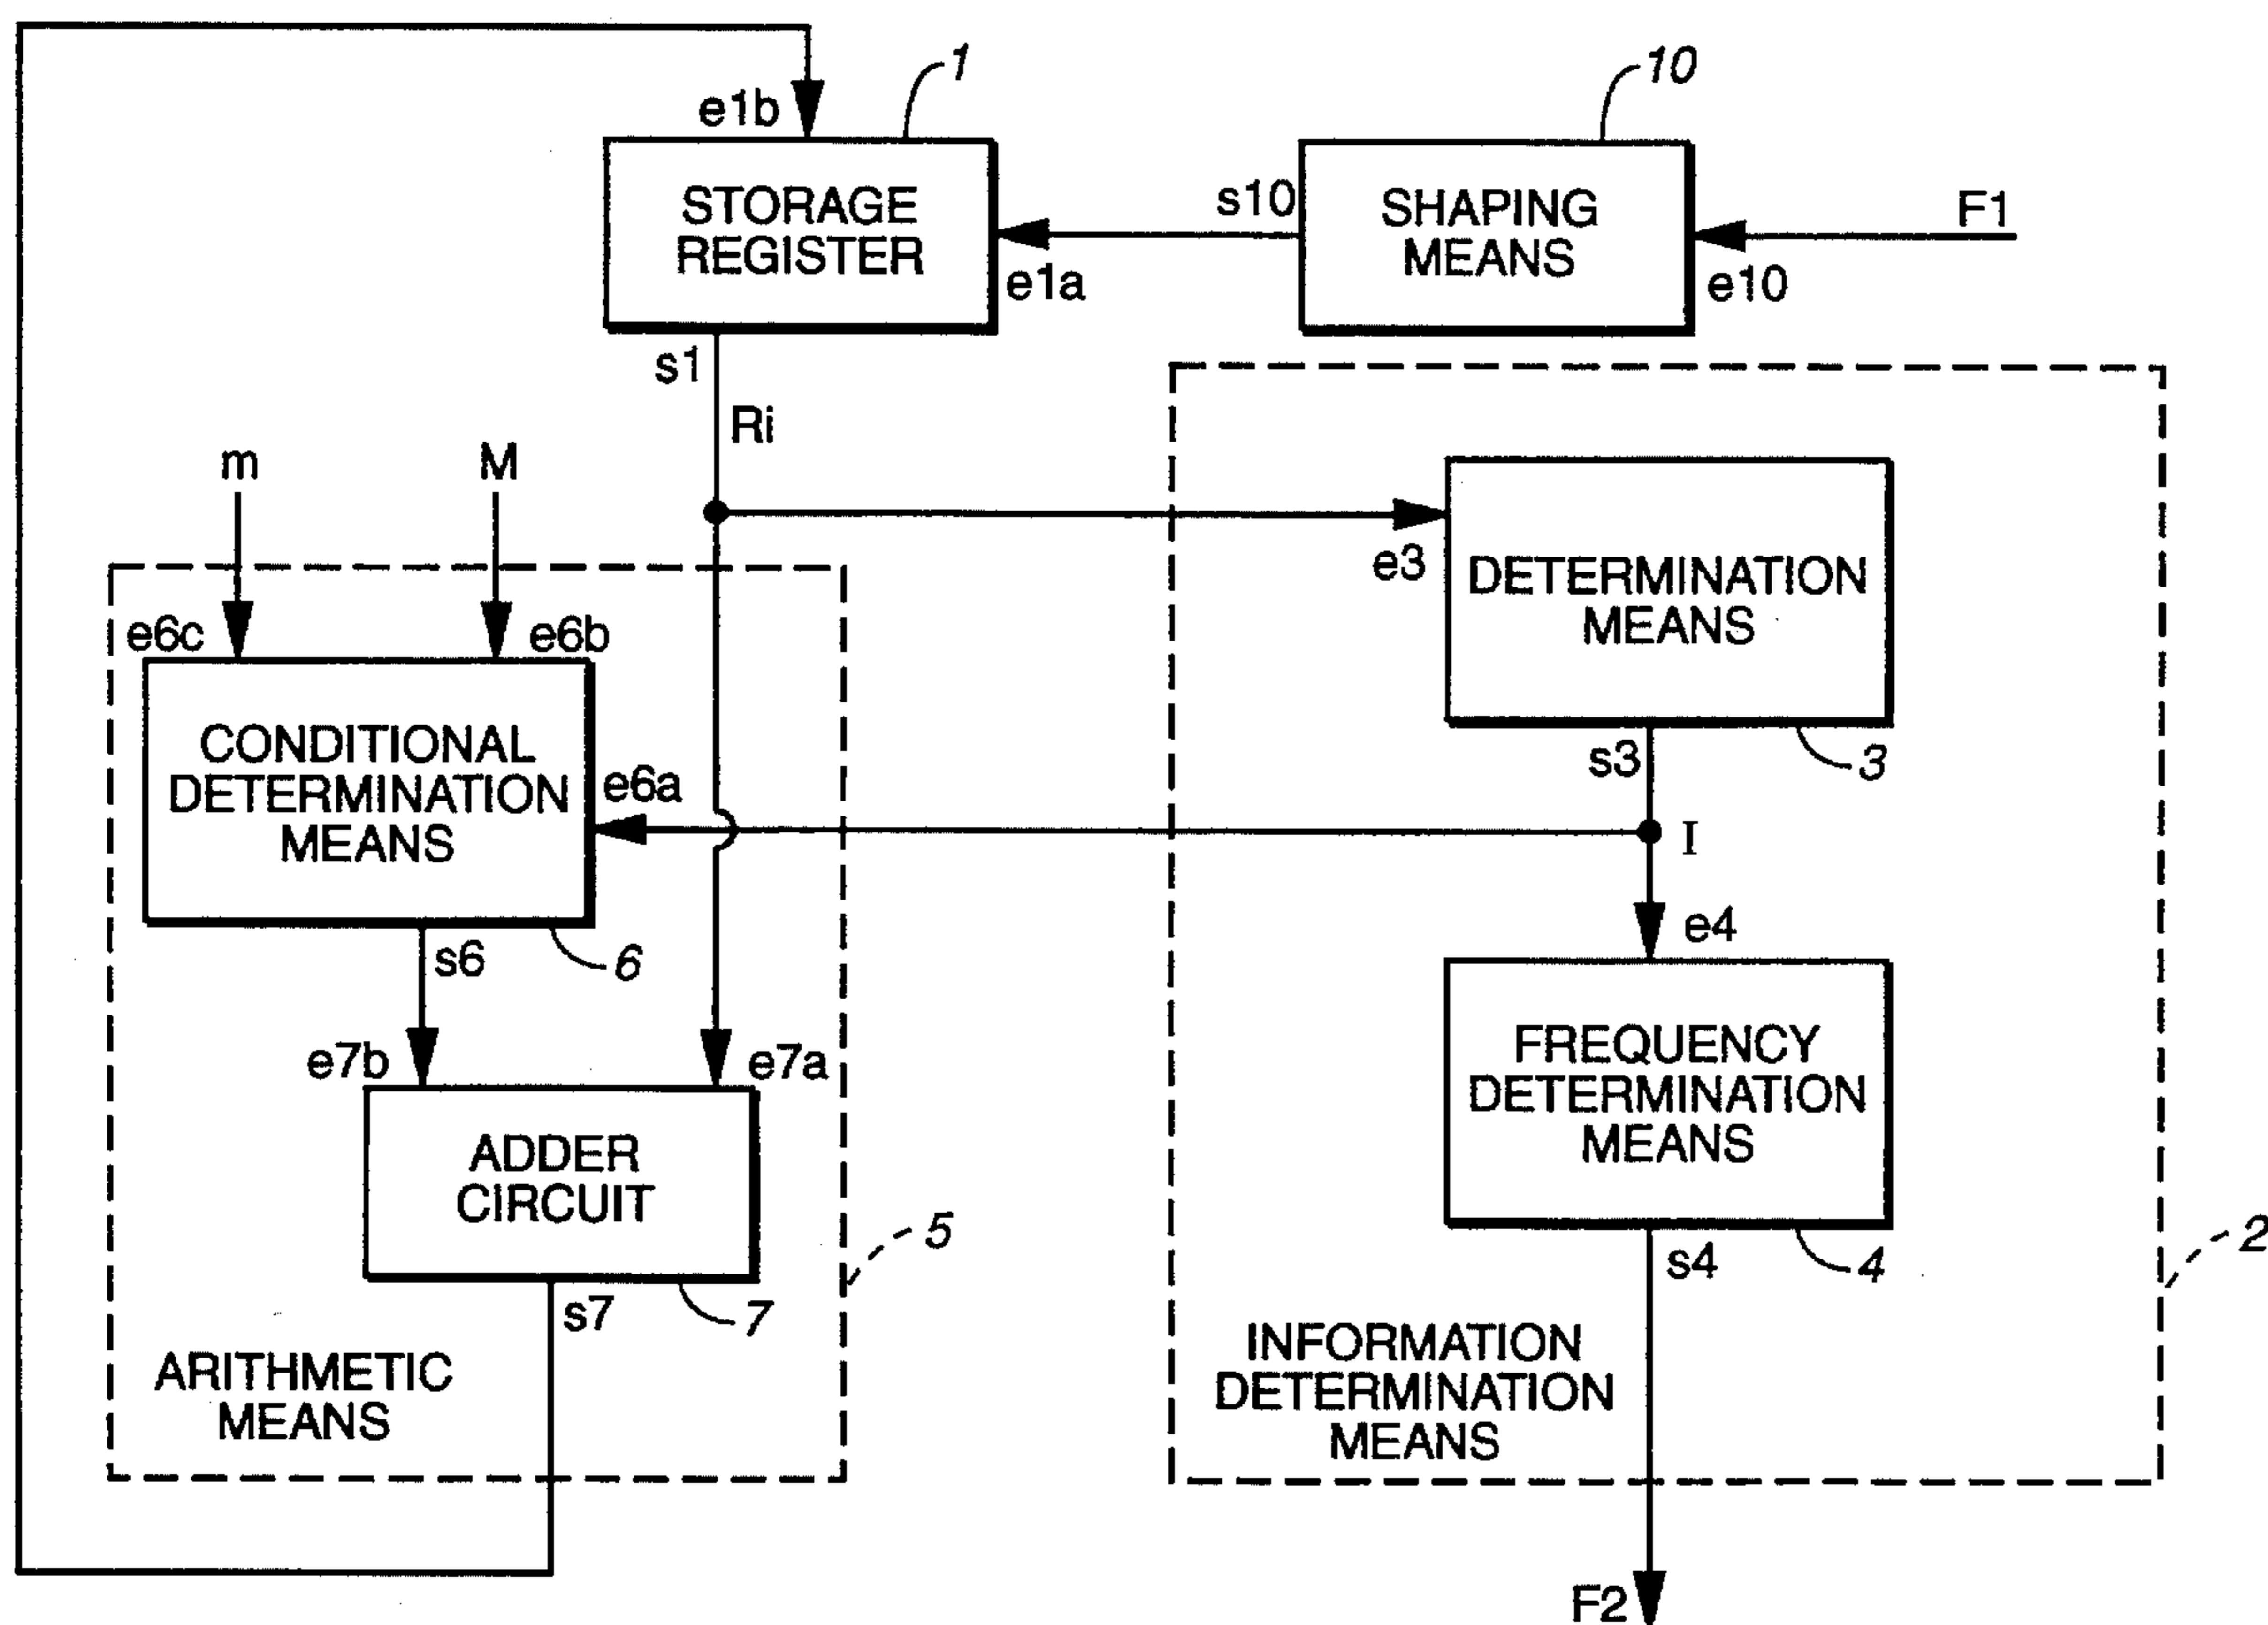 1
10
e1b
STORAGE
REGISTER
s10
SHAPING
MEANS
F1
e1a
e10
s1
Ri
m
M
e3
DETERMINATION
MEANS
e6c
e6b
s3
3
CONDITIONAL
DETERMINATION
MEANS
e6a
I
s6
6
e4
e7b
e7a
FREQUENCY
DETERMINATION
MEANS
ADDER
CIRCUIT
5
2
s4
4
s7
7
ARITHMETIC
MEANS
INFORMATION
DETERMINATION
MEANS
F2